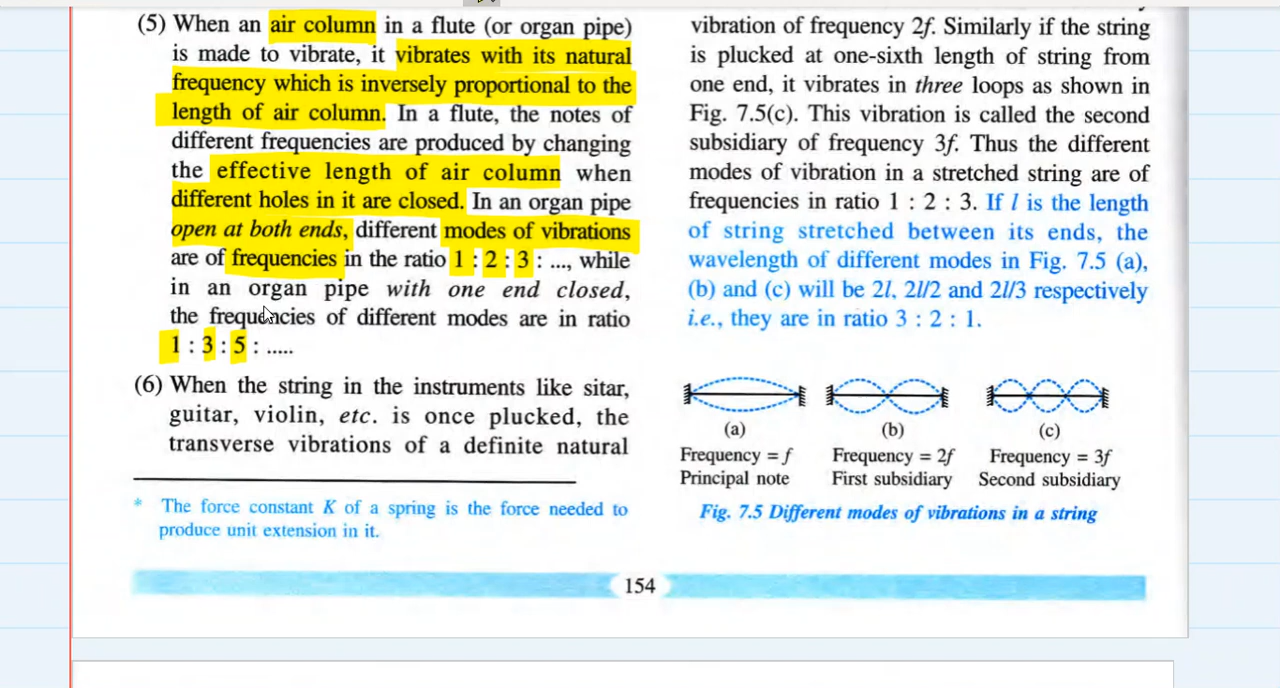 (5) When an air column in a flute (or organ pipe)
is made to vibrate, it vibrates with its natural
frequency which is inversely proportional to the
length of air column. In a flute, the notes of
different frequencies are produced by changing
the effective length of air column when
different holes in it are closed. In an organ pipe
open at both ends, different modes of vibrations
are of frequencies in the ratio 1 : 2 : 3 : ..., while
in an organ pipe with one end closed,
the frequencies of different modes are in ratio
1 : 3 : 5 : .....
(6) When the string in the instruments like sitar,
guitar, violin, etc. is once plucked, the
transverse vibrations of a definite natural
* The force constant K of a spring is the force needed to
produce unit extension in it.
vibration of frequency 2f. Similarly if the string
is plucked at one-sixth length of string from
one end, it vibrates in three loops as shown in
Fig. 7.5(c). This vibration is called the second
subsidiary of frequency 3f. Thus the different
modes of vibration in a stretched string are of
frequencies in ratio 1 : 2 : 3. If l is the length
of string stretched between its ends, the
wavelength of different modes in Fig. 7.5 (a),
(b) and (c) will be 2l, 2l/2 and 2l/3 respectively
i.e., they are in ratio 3 : 2 : 1.
(a) (b) (c)
Frequency = f Frequency = 2f Frequency = 3f
Principal note First subsidiary Second subsidiary
Fig. 7.5 Different modes of vibrations in a string
154